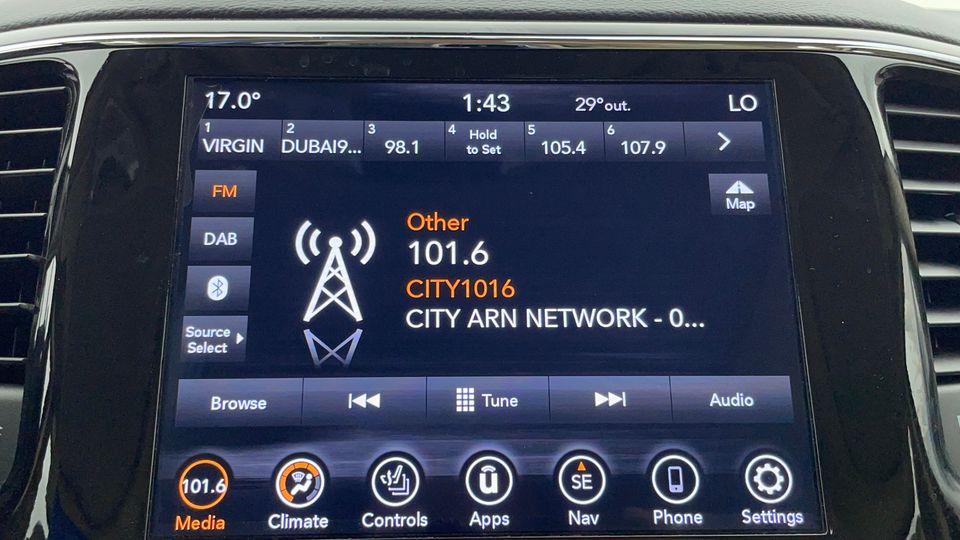 17.0° 1:43 29°out. LO
1 VIRGIN 2 DUBAI9... 3 98.1 4 Hold to Set 5 105.4 6 107.9
FM
Map
Other
DAB
101.6
CITY1016
CITY ARN NETWORK - 0...
Source
Select
Browse Tune Audio
101.6 SE
Media Climate Controls Apps Nav Phone Settings